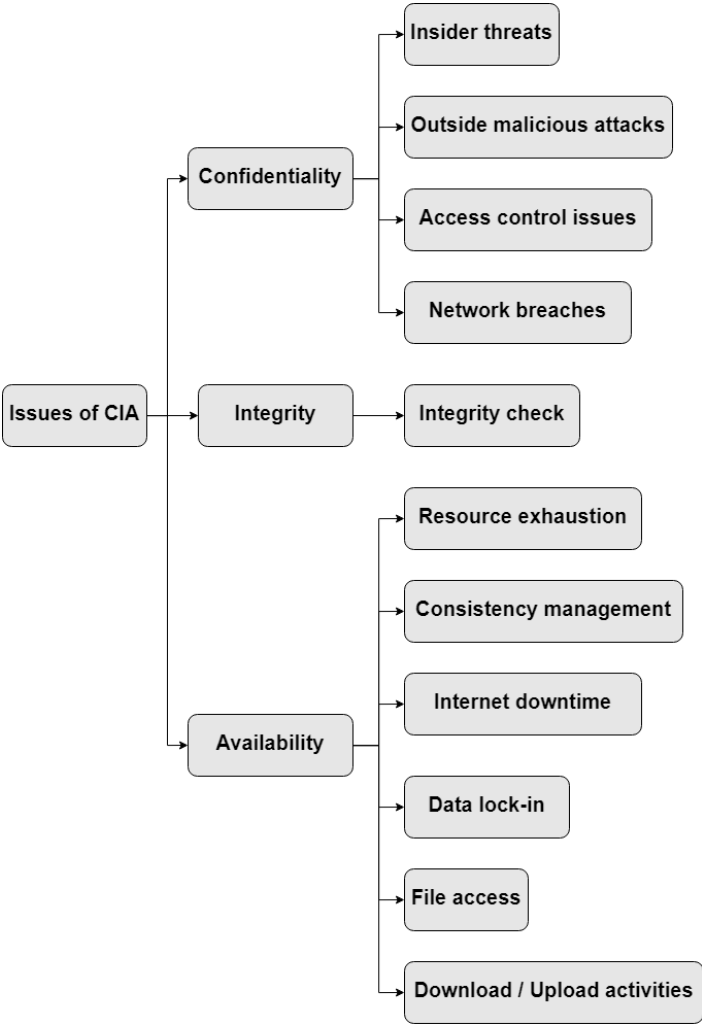 Issues of CIA
Confidentiality
Insider threats
Outside malicious attacks
Access control issues
Network breaches
Integrity
Integrity check
Availability
Resource exhaustion
Consistency management
Internet downtime
Data lock-in
File access
Download / Upload activities